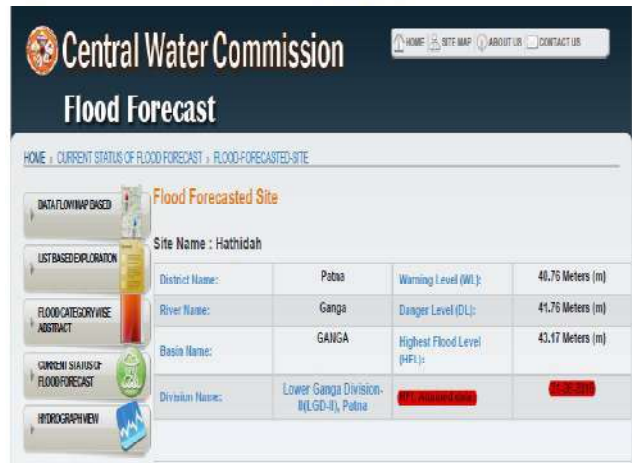 Central Water Commission
HOME SITE MAP ABOUT US CONTACT US
Flood Forecast
HOME › CURRENT STATUS OF FLOOD FORECAST › FLOOD-FORECASTED-SITE
DATA FLOW MAP BASED
LIST BASED EXPLORATION
FLOOD CATEGORY WISE
ABSTRACT
CURRENT STATUS OF
FLOOD FORECAST
HYDROGRAPH VIEW
Flood Forecasted Site
Site Name : Hathidah
District Name: Patna Warning Level (WL): 40.76 Meters (m)
River Name: Ganga Danger Level (DL): 41.76 Meters (m)
Basin Name: GANGA Highest Flood Level
(HFL): 43.17 Meters (m)
Division Name: Lower Ganga Division-
II(LGD-II), Patna